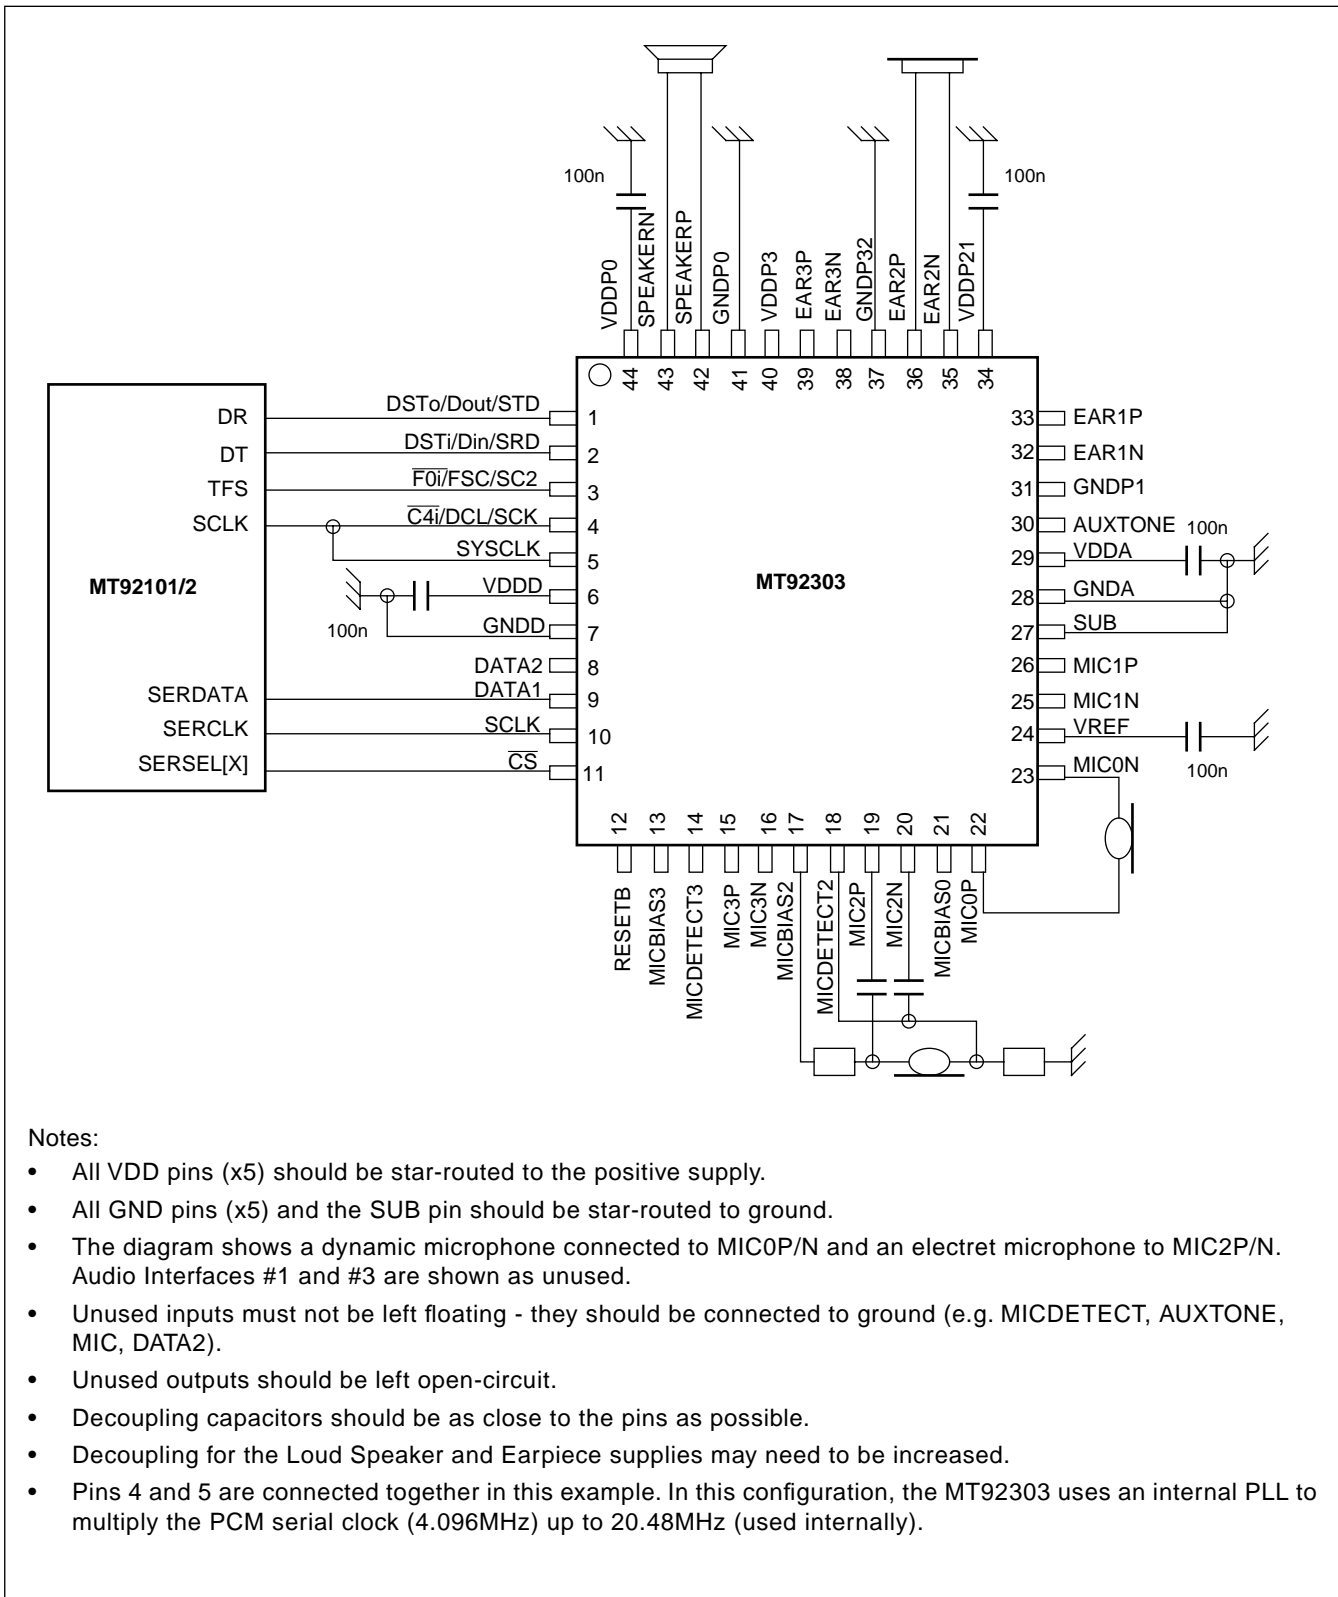 100n
100n
VDDP0
SPEAKERN
SPEAKERP
GNDP0
VDDP3
EAR3P
EAR3N
GNDP32
EAR2P
EAR2N
VDDP21
44
43
42
41
40
39
38
37
36
35
34
MT92101/2
DR
DT
TFS
SCLK
SERDATA
SERCLK
SERSEL[X]
DSTo/Dout/STD
DSTi/Din/SRD
F0i/FSC/SC2
C4i/DCL/SCK
SYSCLK
VDDD
100n
GNDD
DATA2
DATA1
SCLK
CS
1
2
3
4
5
6
7
8
9
10
11
MT92303
33 EAR1P
32 EAR1N
31 GNDP1
30 AUXTONE
100n
29 VDDA
28 GNDA
27 SUB
26 MIC1P
25 MIC1N
24 VREF
100n
23 MIC0N
12
13
14
15
16
17
18
19
20
21
22
RESETB
MICBIAS3
MICDETECT3
MIC3P
MIC3N
MICBIAS2
MICDETECT2
MIC2P
MIC2N
MICBIAS0
MIC0P
Notes:
• All VDD pins (x5) should be star-routed to the positive supply.
• All GND pins (x5) and the SUB pin should be star-routed to ground.
• The diagram shows a dynamic microphone connected to MIC0P/N and an electret microphone to MIC2P/N.
Audio Interfaces #1 and #3 are shown as unused.
• Unused inputs must not be left floating - they should be connected to ground (e.g. MICDETECT, AUXTONE,
MIC, DATA2).
• Unused outputs should be left open-circuit.
• Decoupling capacitors should be as close to the pins as possible.
• Decoupling for the Loud Speaker and Earpiece supplies may need to be increased.
• Pins 4 and 5 are connected together in this example. In this configuration, the MT92303 uses an internal PLL to
multiply the PCM serial clock (4.096MHz) up to 20.48MHz (used internally).